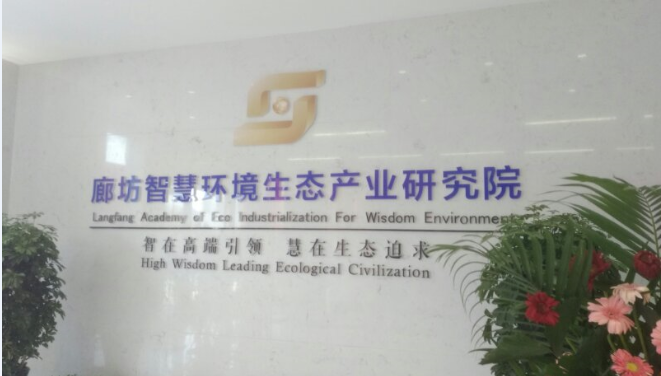 廊坊智慧环境生态产业研究院
Langfang Academy of Eco Industrialization For Wisdom Environment
智在高端引领 慧在生态追求
High Wisdom Leading Ecological Civilization